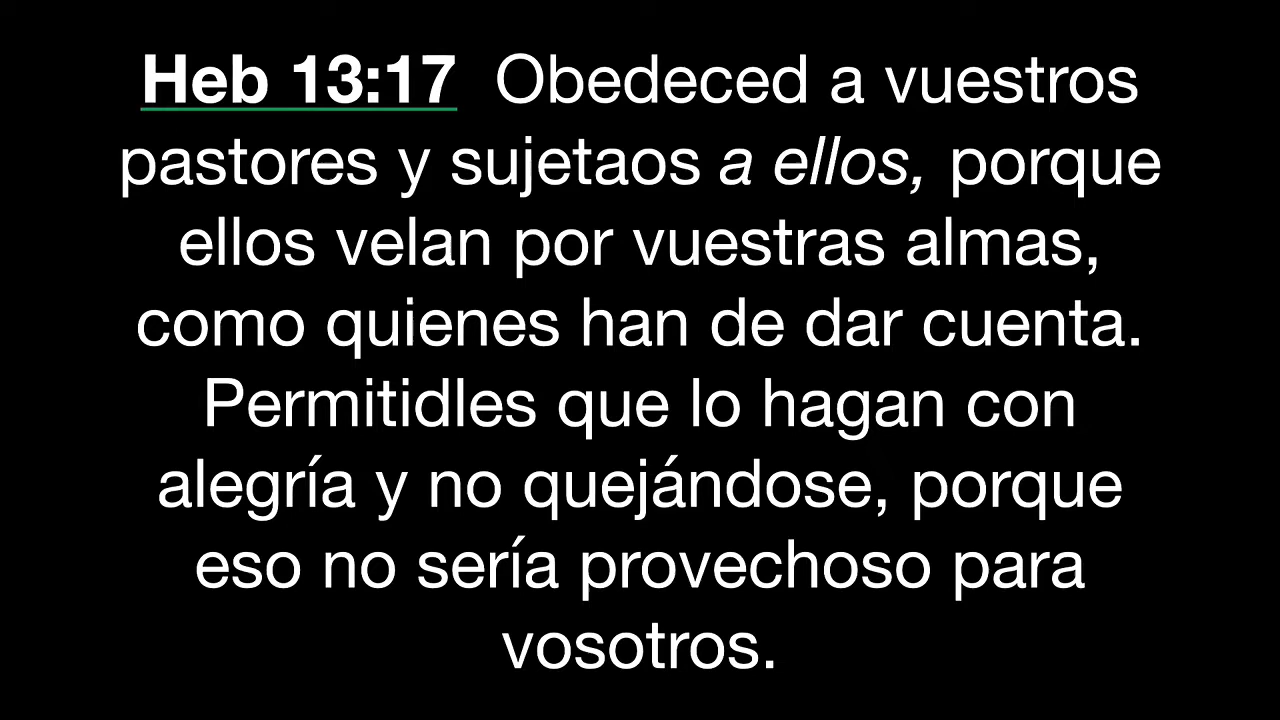 Heb 13:17 Obedeced a vuestros
pastores y sujetaos a ellos, porque
ellos velan por vuestras almas,
como quienes han de dar cuenta.
Permitidles que lo hagan con
alegría y no quejándose, porque
eso no sería provechoso para
vosotros.